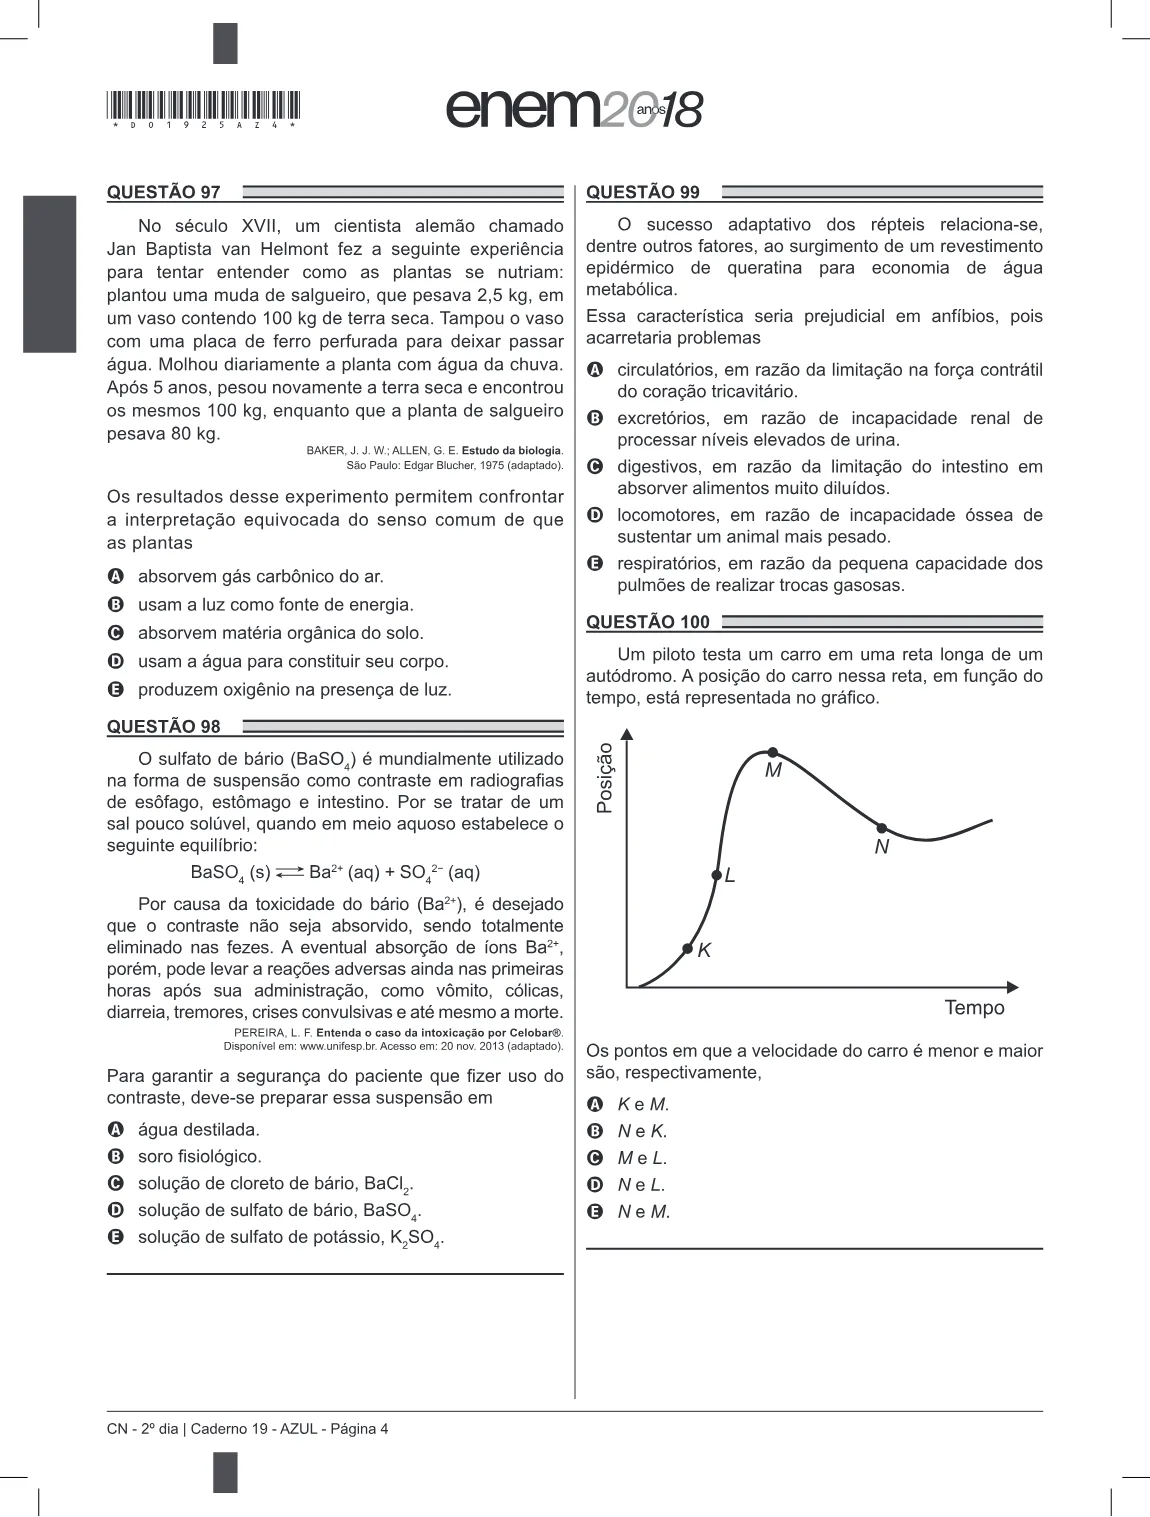 *D01925AZ4*
enem2018
anos
QUESTÃO 97
No século XVII, um cientista alemão chamado
Jan Baptista van Helmont fez a seguinte experiência
para tentar entender como as plantas se nutriam:
plantou uma muda de salgueiro, que pesava 2,5 kg, em
um vaso contendo 100 kg de terra seca. Tampou o vaso
com uma placa de ferro perfurada para deixar passar
água. Molhou diariamente a planta com água da chuva.
Após 5 anos, pesou novamente a terra seca e encontrou
os mesmos 100 kg, enquanto que a planta de salgueiro
pesava 80 kg.
BAKER, J. J. W.; ALLEN, G. E. Estudo da biologia.
São Paulo: Edgar Blucher, 1975 (adaptado).
Os resultados desse experimento permitem confrontar
a interpretação equivocada do senso comum de que
as plantas
A absorvem gás carbônico do ar.
B usam a luz como fonte de energia.
C absorvem matéria orgânica do solo.
D usam a água para constituir seu corpo.
E produzem oxigênio na presença de luz.
QUESTÃO 98
O sulfato de bário (BaSO₄) é mundialmente utilizado
na forma de suspensão como contraste em radiografias
de esôfago, estômago e intestino. Por se tratar de um
sal pouco solúvel, quando em meio aquoso estabelece o
seguinte equilíbrio:
BaSO₄ (s) ⇌ Ba²⁺ (aq) + SO₄²⁻ (aq)
Por causa da toxicidade do bário (Ba²⁺), é desejado
que o contraste não seja absorvido, sendo totalmente
eliminado nas fezes. A eventual absorção de íons Ba²⁺,
porém, pode levar a reações adversas ainda nas primeiras
horas após sua administração, como vômito, cólicas,
diarreia, tremores, crises convulsivas e até mesmo a morte.
PEREIRA, L. F. Entenda o caso da intoxicação por Celobar®.
Disponível em: www.unifesp.br. Acesso em: 20 nov. 2013 (adaptado).
Para garantir a segurança do paciente que fizer uso do
contraste, deve-se preparar essa suspensão em
A água destilada.
B soro fisiológico.
C solução de cloreto de bário, BaCl₂.
D solução de sulfato de bário, BaSO₄.
E solução de sulfato de potássio, K₂SO₄.
QUESTÃO 99
O sucesso adaptativo dos répteis relaciona-se,
dentre outros fatores, ao surgimento de um revestimento
epidérmico de queratina para economia de água
metabólica.
Essa característica seria prejudicial em anfíbios, pois
acarretaria problemas
A circulatórios, em razão da limitação na força contrátil
do coração tricavitário.
B excretórios, em razão de incapacidade renal de
processar níveis elevados de urina.
C digestivos, em razão da limitação do intestino em
absorver alimentos muito diluídos.
D locomotores, em razão de incapacidade óssea de
sustentar um animal mais pesado.
E respiratórios, em razão da pequena capacidade dos
pulmões de realizar trocas gasosas.
QUESTÃO 100
Um piloto testa um carro em uma reta longa de um
autódromo. A posição do carro nessa reta, em função do
tempo, está representada no gráfico.
Posição
M
N
L
K
Tempo
Os pontos em que a velocidade do carro é menor e maior
são, respectivamente,
A K e M.
B N e K.
C M e L.
D N e L.
E N e M.
CN - 2º dia | Caderno 19 - AZUL - Página 4